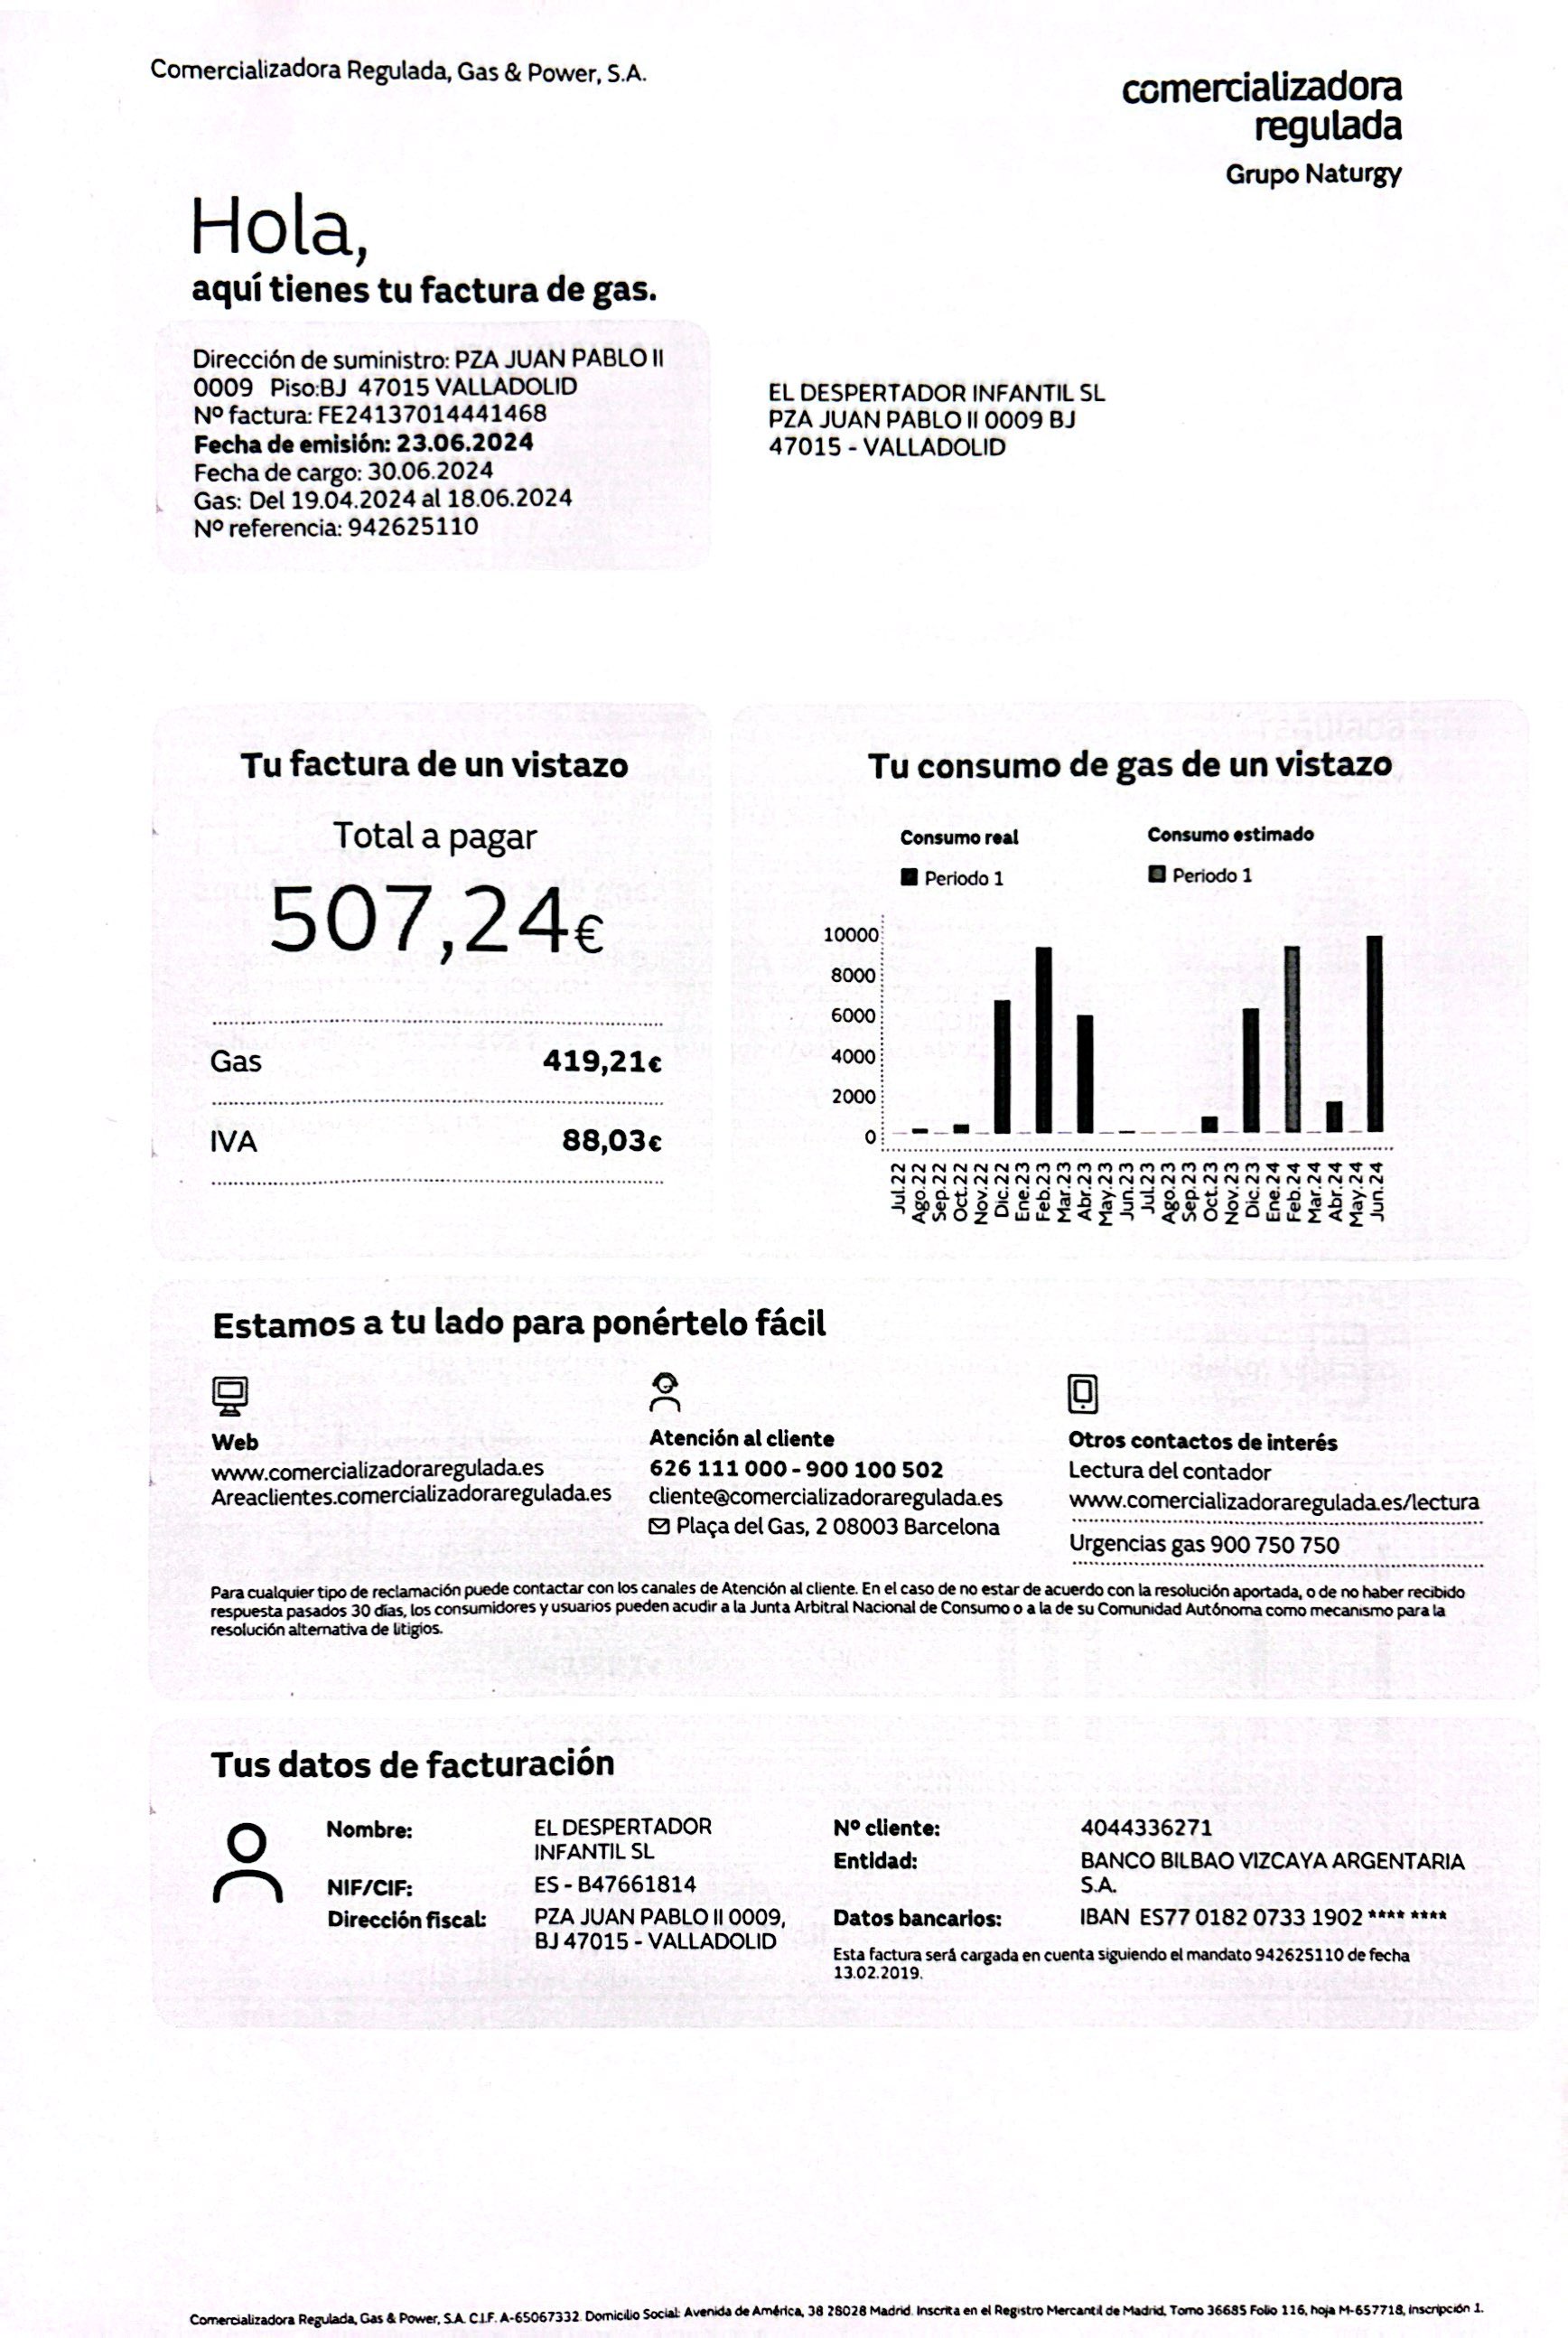 Comercializadora Regulada, Gas & Power, S.A.
comercializadora
regulada
Grupo Naturgy
Hola,
aquí tienes tu factura de gas.
Dirección de suministro: PZA JUAN PABLO II
0009 Piso:BJ 47015 VALLADOLID
Nº factura: FE24137014441468
Fecha de emisión: 23.06.2024
Fecha de cargo: 30.06.2024
Gas: Del 19.04.2024 al 18.06.2024
Nº referencia: 942625110
EL DESPERTADOR INFANTIL SL
PZA JUAN PABLO II 0009 BJ
47015 - VALLADOLID
Tu factura de un vistazo
Total a pagar
507,24€
Gas 419,21€
IVA 88,03€
Tu consumo de gas de un vistazo
Consumo real Consumo estimado
Periodo 1 Periodo 1
10000
8000
6000
4000
2000
0
Jul.22 Ago.22 Sep.22 Oct.22 Nov.22 Dic.22 Ene.23 Feb.23 Mar.23 Abr.23 May.23 Jun.23 Jul.23 Ago.23 Sep.23 Oct.23 Nov.23 Dic.23 Ene.24 Feb.24 Mar.24 Abr.24 May.24 Jun.24
Estamos a tu lado para ponértelo fácil
Web
www.comercializadoraregulada.es
Areaclientes.comercializadoraregulada.es
Atención al cliente
626 111 000 - 900 100 502
cliente@comercializadoraregulada.es
Plaça del Gas, 2 08003 Barcelona
Otros contactos de interés
Lectura del contador
www.comercializadoraregulada.es/lectura
Urgencias gas 900 750 750
Para cualquier tipo de reclamación puede contactar con los canales de Atención al cliente. En el caso de no estar de acuerdo con la resolución aportada, o de no haber recibido
respuesta pasados 30 días, los consumidores y usuarios pueden acudir a la Junta Arbitral Nacional de Consumo o a la de su Comunidad Autónoma como mecanismo para la
resolución alternativa de litigios.
Tus datos de facturación
Nombre: EL DESPERTADOR
INFANTIL SL
NIF/CIF: ES - B47661814
Dirección fiscal: PZA JUAN PABLO II 0009,
BJ 47015 - VALLADOLID
Nº cliente: 4044336271
Entidad: BANCO BILBAO VIZCAYA ARGENTARIA
S.A.
Datos bancarios: IBAN ES77 0182 0733 1902 **** ****
Esta factura será cargada en cuenta siguiendo el mandato 942625110 de fecha
13.02.2019.
Comercializadora Regulada, Gas & Power, S.A. C.I.F. A-65067332. Domicilio Social: Avenida de América, 38 28028 Madrid. Inscrita en el Registro Mercantil de Madrid, Tomo 36685 Folio 116, hoja M-657718, inscripción 1.